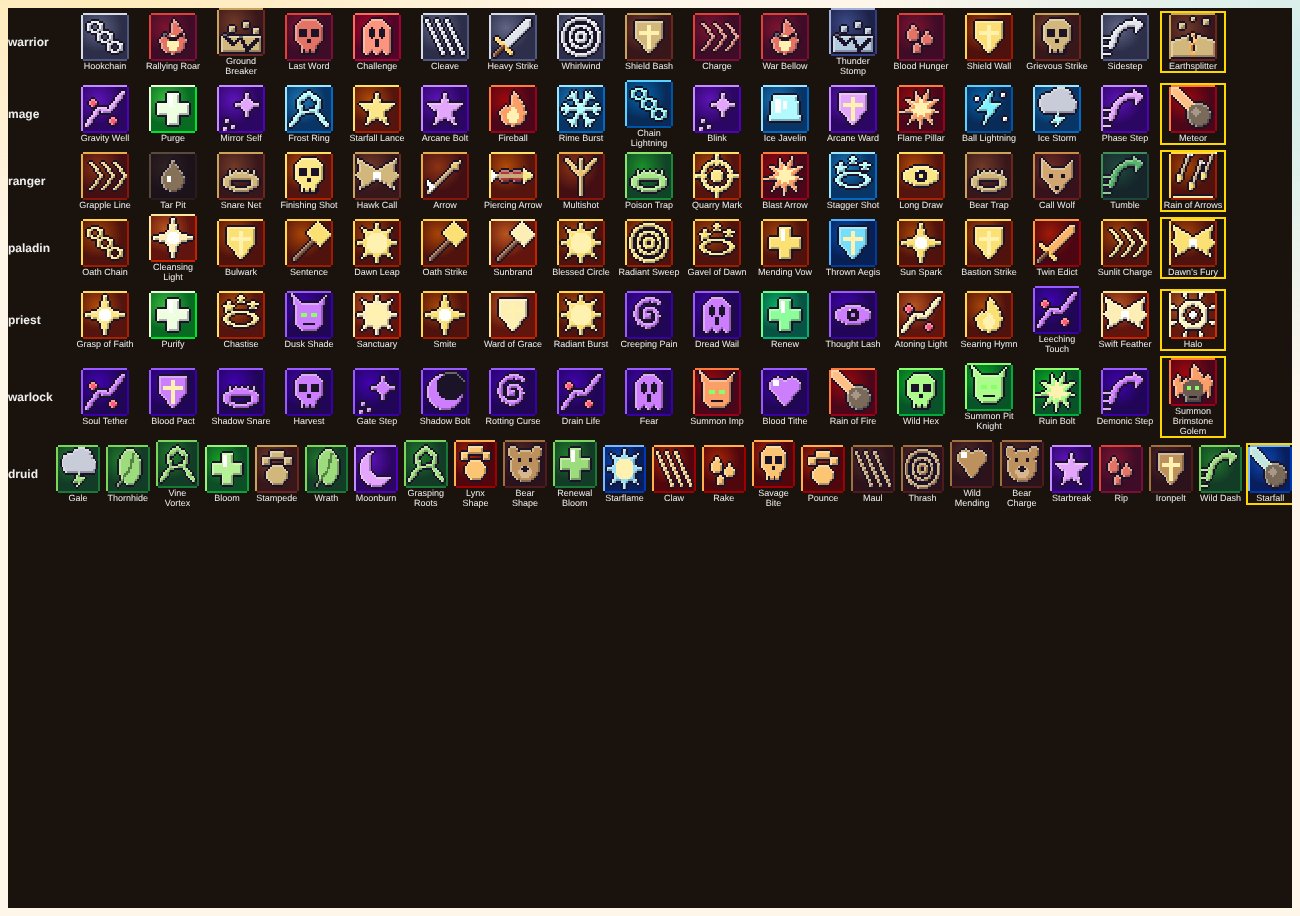 warrior
Hookchain Rallying Roar Ground Breaker Last Word Challenge Cleave Heavy Strike Whirlwind Shield Bash Charge War Bellow Thunder Stomp Blood Hunger Shield Wall Grievous Strike Sidestep Earthsplitter
mage
Gravity Well Purge Mirror Self Frost Ring Starfall Lance Arcane Bolt Fireball Rime Burst Chain Lightning Blink Ice Javelin Arcane Ward Flame Pillar Ball Lightning Ice Storm Phase Step Meteor
ranger
Grapple Line Tar Pit Snare Net Finishing Shot Hawk Call Arrow Piercing Arrow Multishot Poison Trap Quarry Mark Blast Arrow Stagger Shot Long Draw Bear Trap Call Wolf Tumble Rain of Arrows
paladin
Oath Chain Cleansing Light Bulwark Sentence Dawn Leap Oath Strike Sunbrand Blessed Circle Radiant Sweep Gavel of Dawn Mending Vow Thrown Aegis Sun Spark Bastion Strike Twin Edict Sunlit Charge Dawn's Fury
priest
Grasp of Faith Purify Chastise Dusk Shade Sanctuary Smite Ward of Grace Radiant Burst Creeping Pain Dread Wail Renew Thought Lash Atoning Light Searing Hymn Leeching Touch Swift Feather Halo
warlock
Soul Tether Blood Pact Shadow Snare Harvest Gate Step Shadow Bolt Rotting Curse Drain Life Fear Summon Imp Blood Tithe Rain of Fire Wild Hex Summon Pit Knight Ruin Bolt Demonic Step Summon Brimstone Golem
druid
Gale Thornhide Vine Vortex Bloom Stampede Wrath Moonburn Grasping Roots Lynx Shape Bear Shape Renewal Bloom Starflame Claw Rake Savage Bite Pounce Maul Thrash Wild Mending Bear Charge Starbreak Rip Ironpelt Wild Dash Starfall